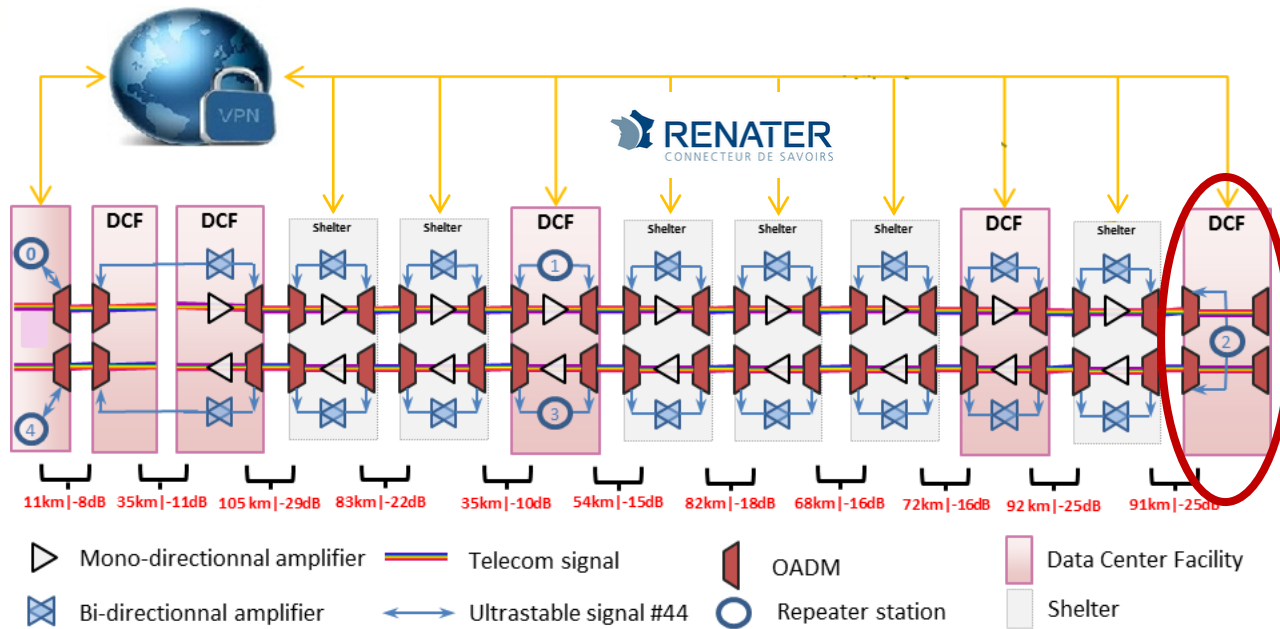 VPN
RENATER
CONNECTEUR DE SAVOIRS
DCF
DCF
Shelter
Shelter
DCF
Shelter
Shelter
Shelter
DCF
Shelter
DCF
0
1
2
4
3
11km|-8dB
35km|-11dB
105 km|-29dB
83km|-22dB
35km|-10dB
54km|-15dB
82km|-18dB
68km|-16dB
72km|-16dB
92 km|-25dB
91km|-25dB
Mono-directionnal amplifier
Telecom signal
OADM
Data Center Facility
Bi-directionnal amplifier
Ultrastable signal #44
Repeater station
Shelter